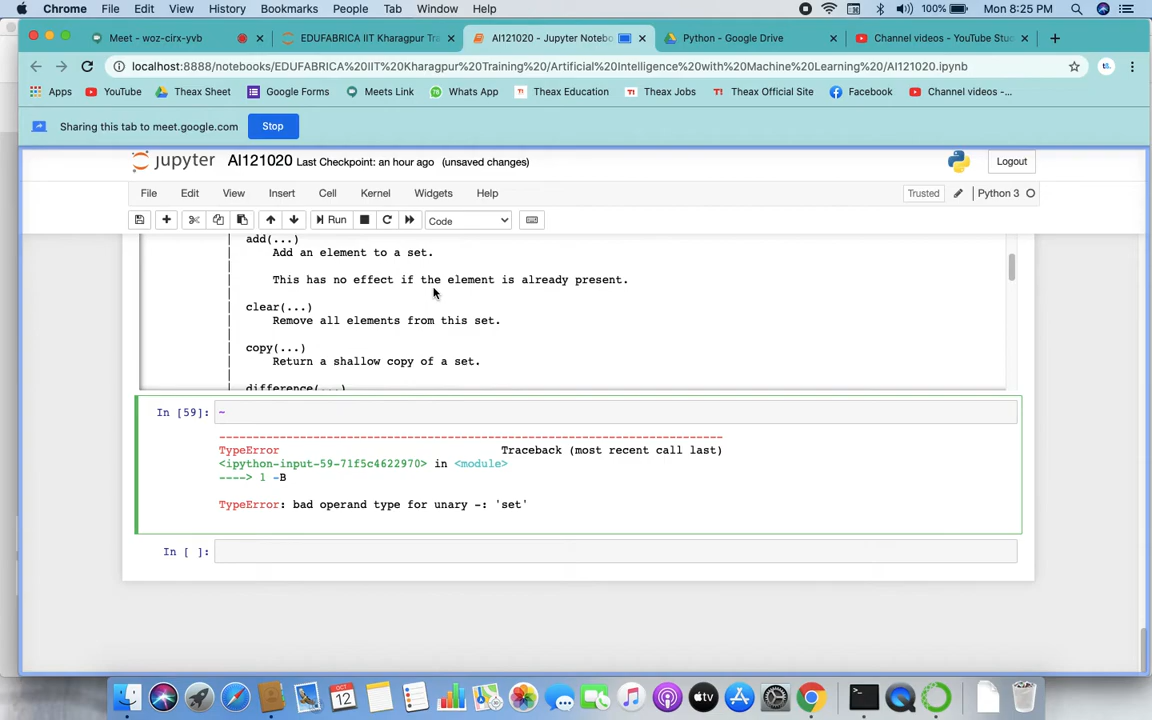 Chrome File Edit View History Bookmarks People Tab Window Help 100% Mon 8:25 PM
Meet - woz-cirx-yvb
EDUFABRICA IIT Kharagpur Tra
AI121020 - Jupyter Notebo
Python - Google Drive
Channel videos - YouTube Stu
localhost:8888/notebooks/EDUFABRICA%20IIT%20Kharagpur%20Training%20/Artificial%20Intelligence%20with%20Machine%20Learning%20/AI121020.ipynb
Apps YouTube Theax Sheet Google Forms Meets Link Whats App Theax Education Theax Jobs Theax Official Site Facebook Channel videos -...
Sharing this tab to meet.google.com Stop
jupyter AI121020 Last Checkpoint: an hour ago (unsaved changes) Logout
File Edit View Insert Cell Kernel Widgets Help Trusted Python 3
Run Code
| add(...)
| Add an element to a set.
|
| This has no effect if the element is already present.
|
| clear(...)
| Remove all elements from this set.
|
| copy(...)
| Return a shallow copy of a set.
|
| difference(...)
In [59]: ~
---------------------------------------------------------------------------
TypeError Traceback (most recent call last)
<ipython-input-59-71f5c4622970> in <module>
----> 1 -B
TypeError: bad operand type for unary -: 'set'
In [ ]:
OCT
12
tv